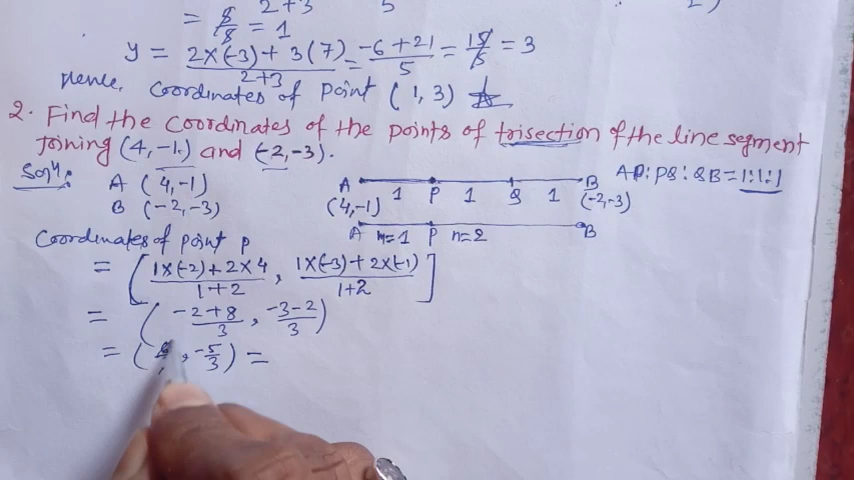 2+3 5 2)
= 8/8 = 1
y = 2×(-3)+3(7)/2+3 = -6+21/5 = 15/5 = 3
Hence, coordinates of point (1, 3)
2. Find the coordinates of the points of trisection of the line segment
joining (4, -1) and (-2, -3).
Solⁿ: A (4, -1) A 1 P 1 Q 1 B AP:PQ:QB = 1:1:1
B (-2, -3) (4,-1) (-2,-3)
A m=1 P n=2 B
Coordinates of point P
= [1×(-2)+2×4/1+2, 1×(-3)+2×(-1)/1+2]
= (-2+8/3, -3-2/3)
= ( , -5/3) =